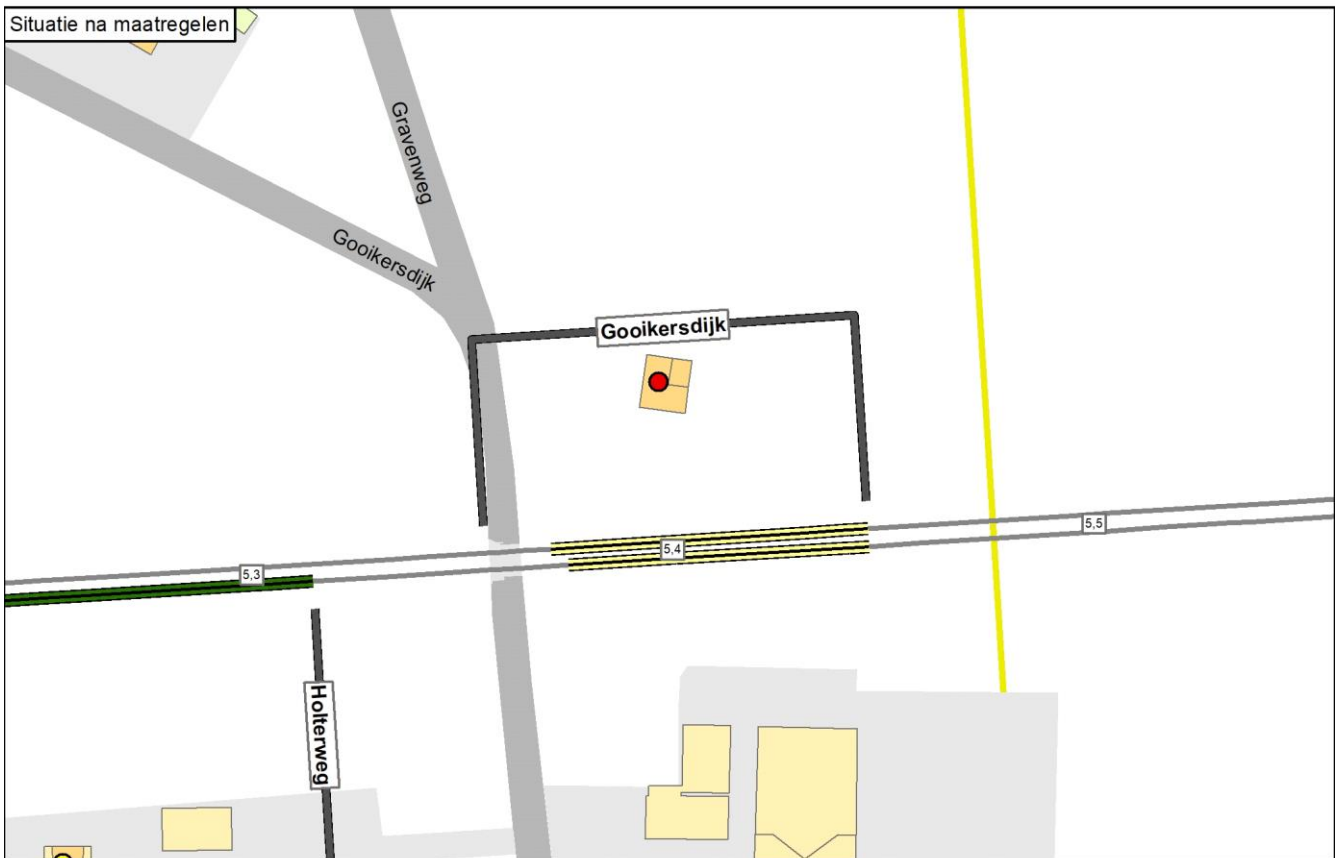 Situatie na maatregelen
Gravenweg
Gooikersdijk
Gooikersdijk
5,5
5,4
5,3
Holterweg